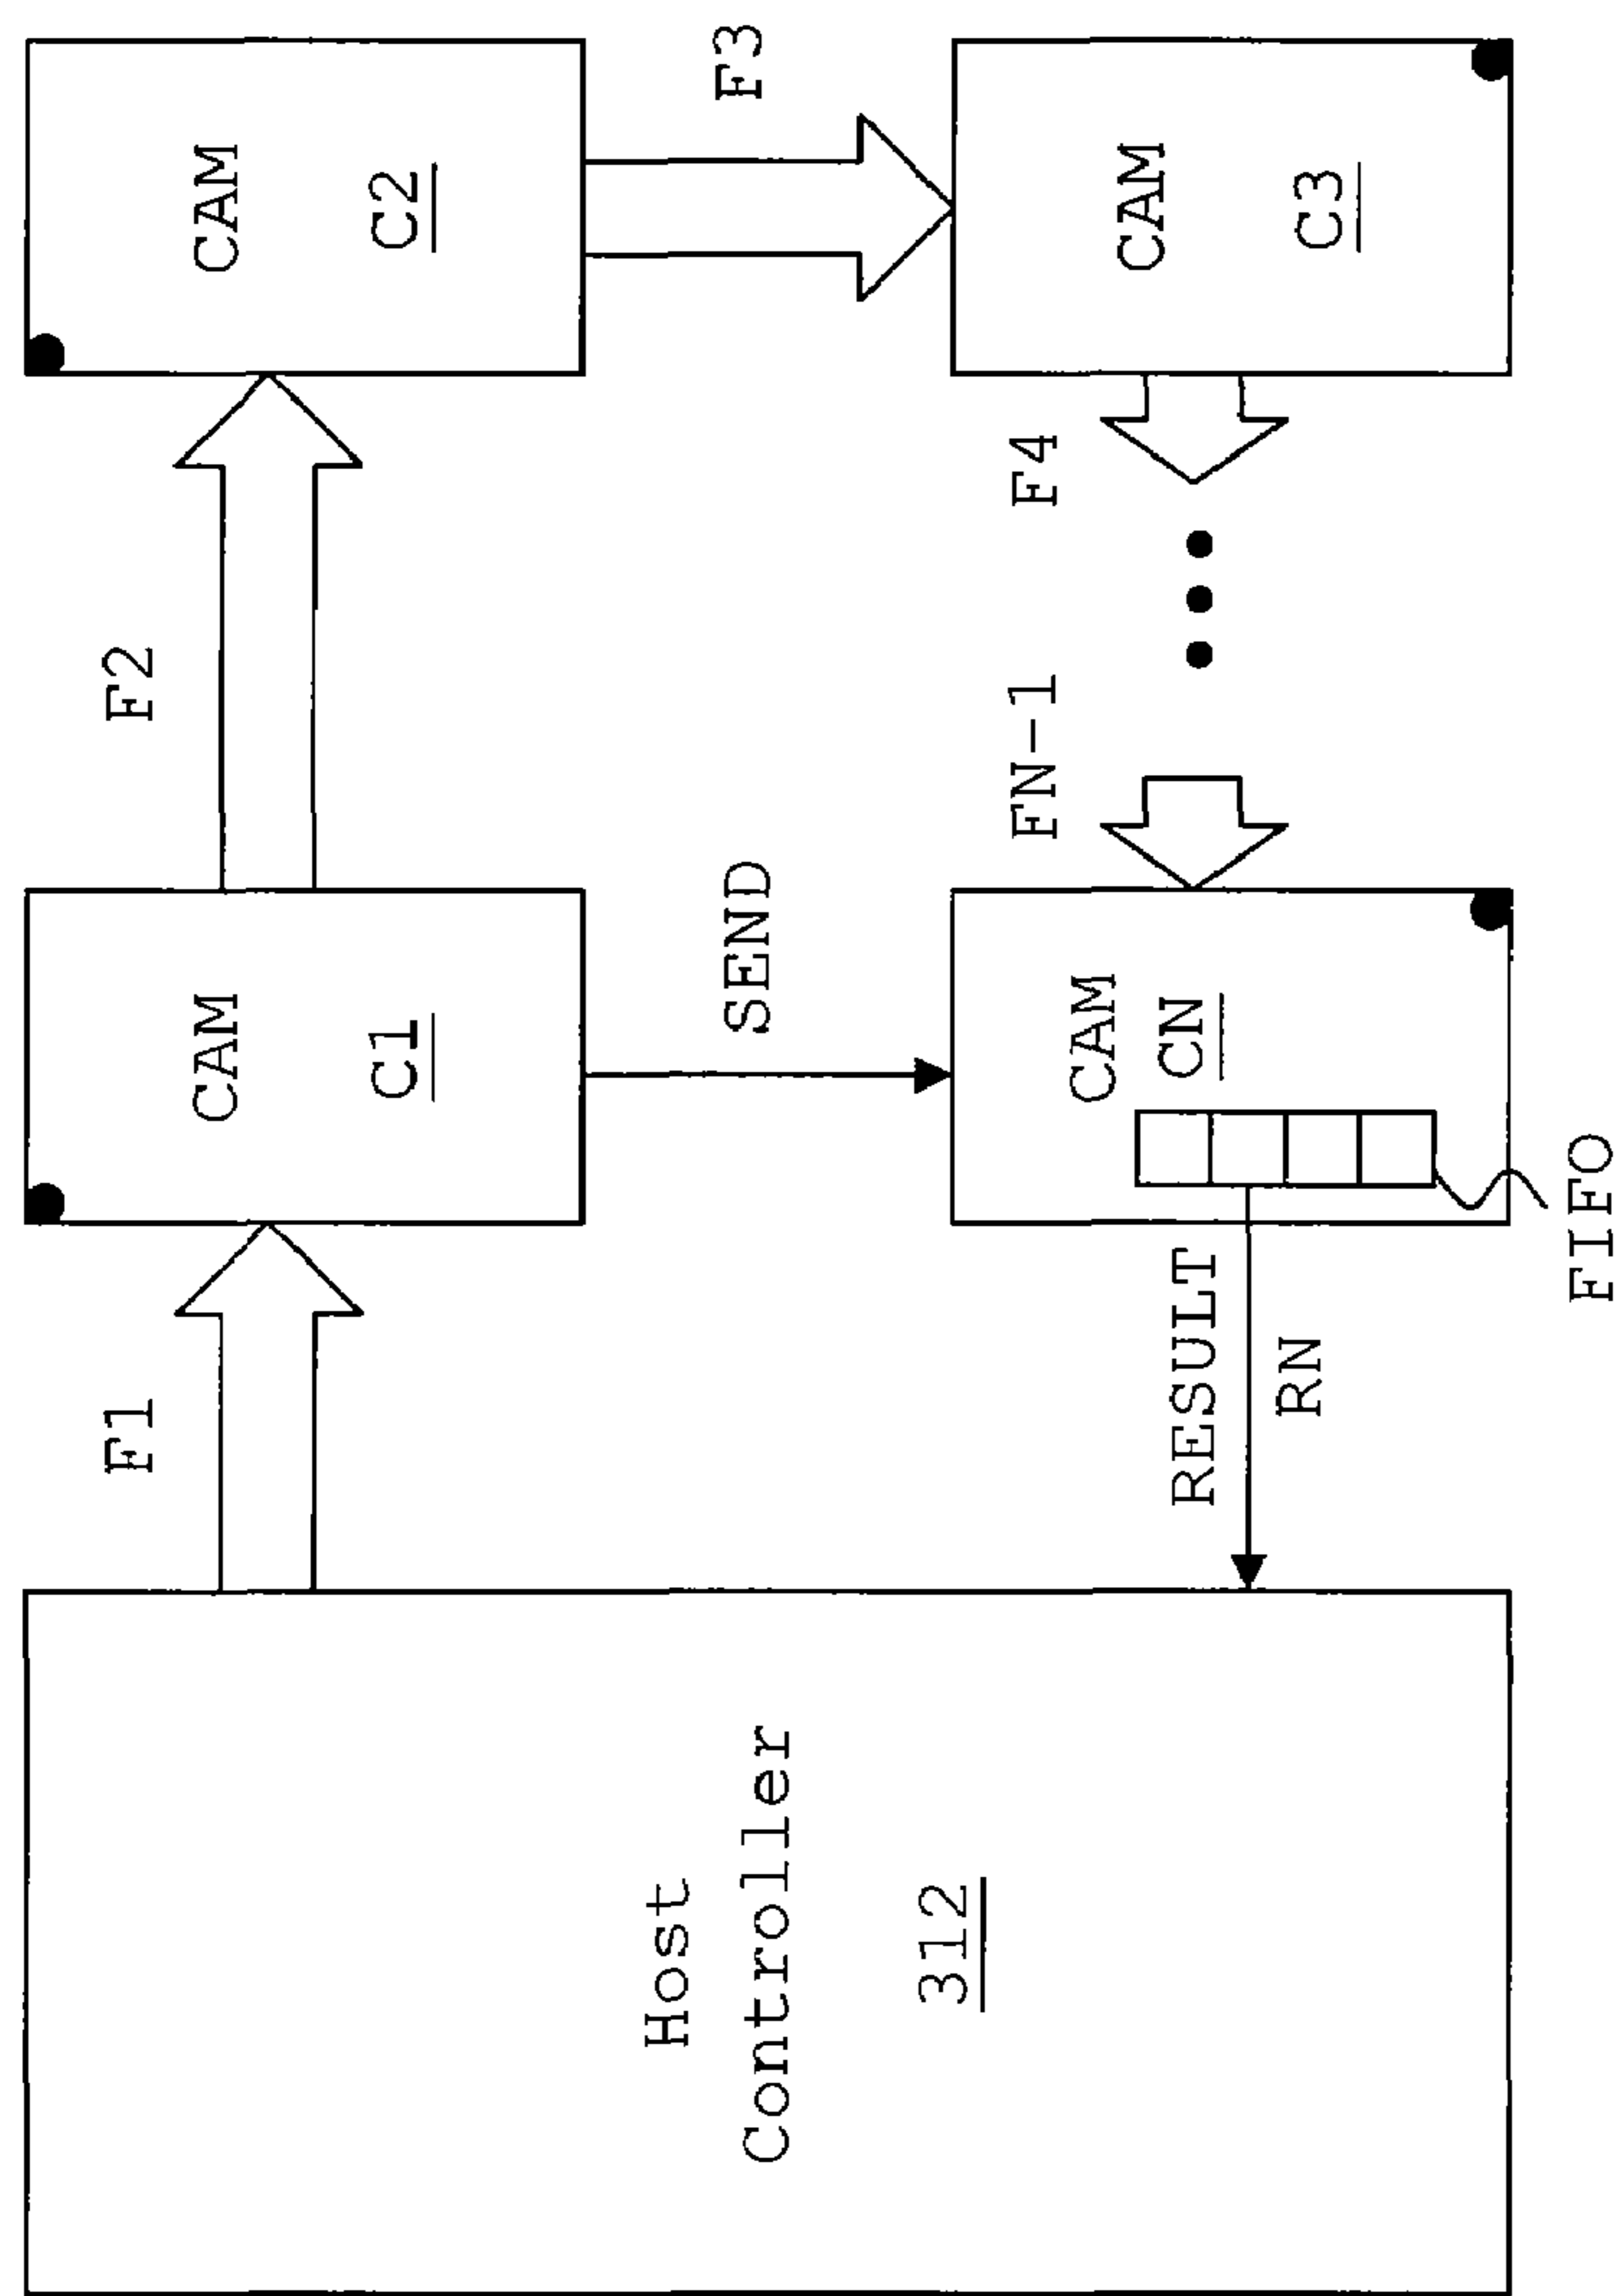 F1
F2
CAM
C1
CAM
C2
Host
Controller
312
SEND
F3
RESULT
RN
CAM
CN
FN-1
F4
CAM
C3
FIFO